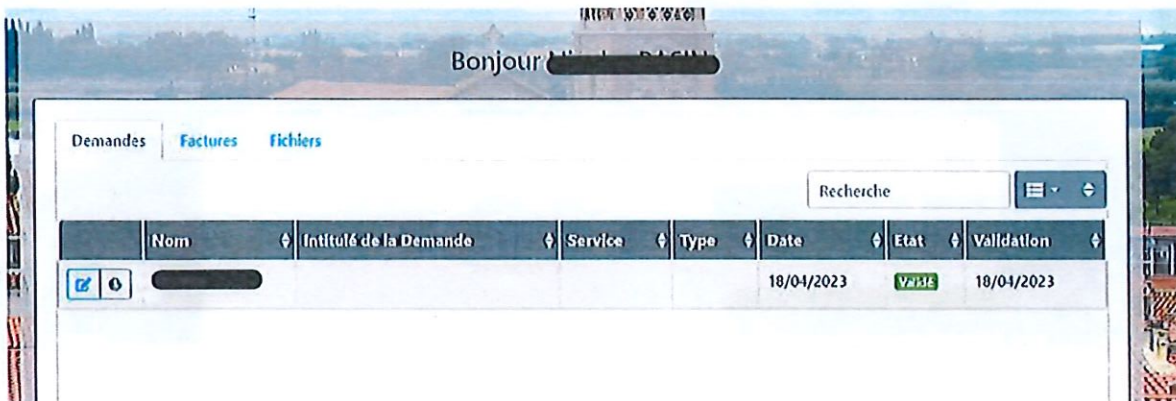 Bonjour
Demandes Factures Fichiers
Recherche
Nom Intitulé de la Demande Service Type Date Etat Validation
18/04/2023 Validé 18/04/2023